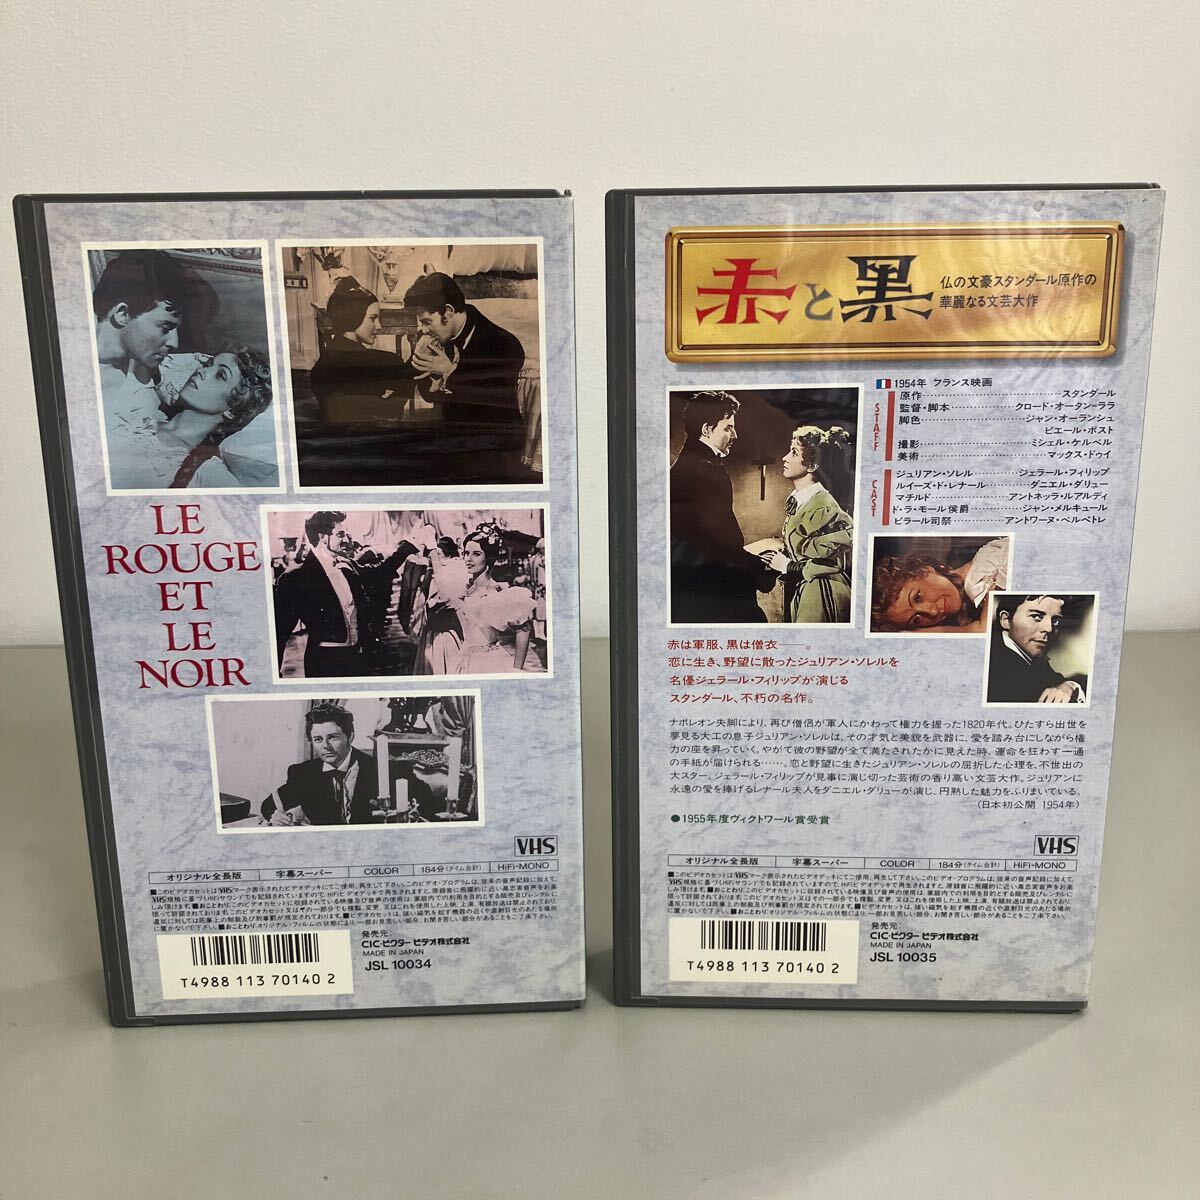 LE
ROUGE
ET
LE
NOIR
VHS
オリジナル全長版 字幕スーパー COLOR 184分(タイム合計) HiFi-MONO
発売元:
CIC・ビクター ビデオ株式会社
MADE IN JAPAN
JSL 10034
T4988 113 70140 2
赤と黒
仏の文豪スタンダール原作の
華麗なる文芸大作
1954年 フランス映画
STAFF
原作 スタンダール
監督・脚本 クロード・オータン=ララ
脚色 ジャン・オーランシュ
ピエール・ボスト
撮影 ミシェル・ケルベル
美術 マックス・ドゥイ
CAST
ジュリアン・ソレル ジェラール・フィリップ
ルイーズ・ド・レナール ダニエル・ダリュー
マチルド アントネッラ・ルアルディ
ド・ラ・モール侯爵 ジャン・メルキュール
ピラール司祭 アントワーヌ・ベルペトレ
赤は軍服、黒は僧衣――。
恋に生き、野望に散ったジュリアン・ソレルを
名優ジェラール・フィリップが演じる
スタンダール、不朽の名作。
ナポレオン失脚により、再び僧侶が軍人にかわって権力を握った1820年代。ひたすら出世を
夢見る大工の息子ジュリアン・ソレルは、その才気と美貌を武器に、愛を踏み台にしながら権
力の座を昇っていく。やがて彼の野望が全て満たされたかに見えた時、運命を狂わす一通
の手紙が届けられる……。恋と野望に生きたジュリアン・ソレルの屈折した心理を、不世出の
大スター、ジェラール・フィリップが見事に演じ切った芸術の香り高い文芸大作。ジュリアンに
永遠の愛を捧げるレナール夫人をダニエル・ダリューが演じ、円熟した魅力をふりまいている。
(日本初公開 1954年)
●1955年度ヴィクトワール賞受賞
VHS
オリジナル全長版 字幕スーパー COLOR 184分(タイム合計) HiFi-MONO
発売元:
CIC・ビクター ビデオ株式会社
MADE IN JAPAN
JSL 10035
T4988 113 70140 2